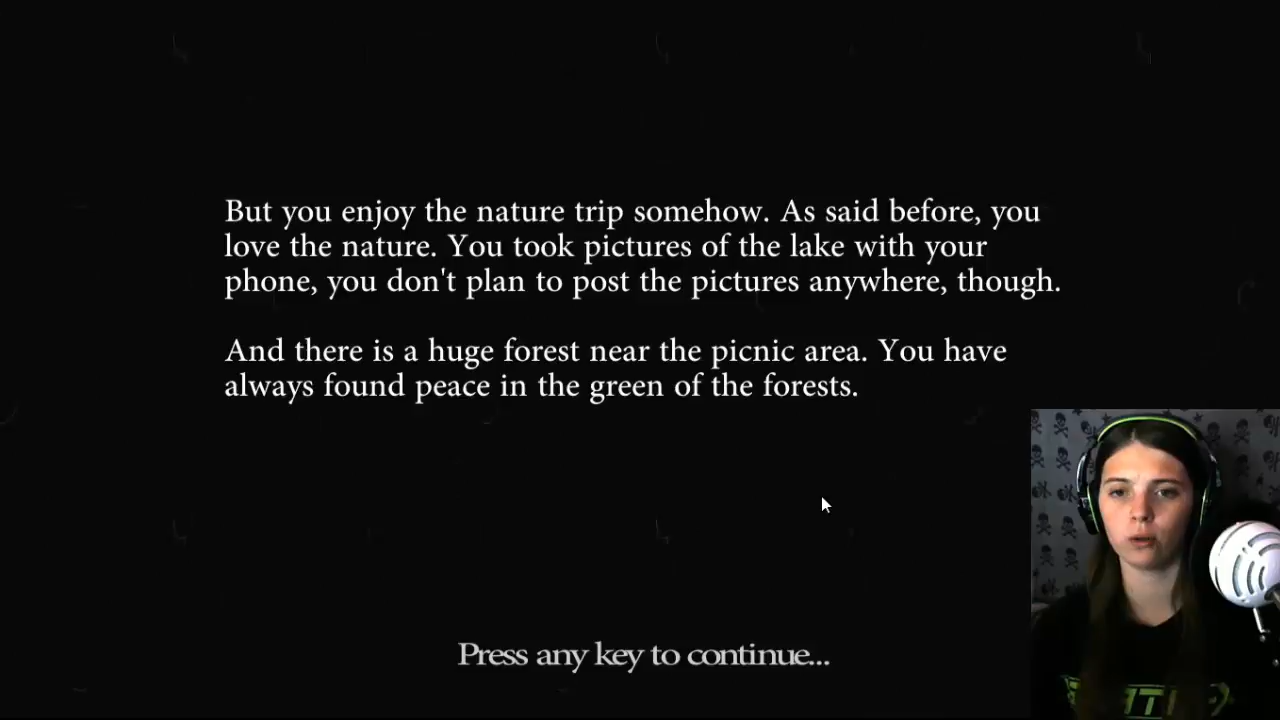 But you enjoy the nature trip somehow. As said before, you
love the nature. You took pictures of the lake with your
phone, you don't plan to post the pictures anywhere, though.
And there is a huge forest near the picnic area. You have
always found peace in the green of the forests.
Press any key to continue...